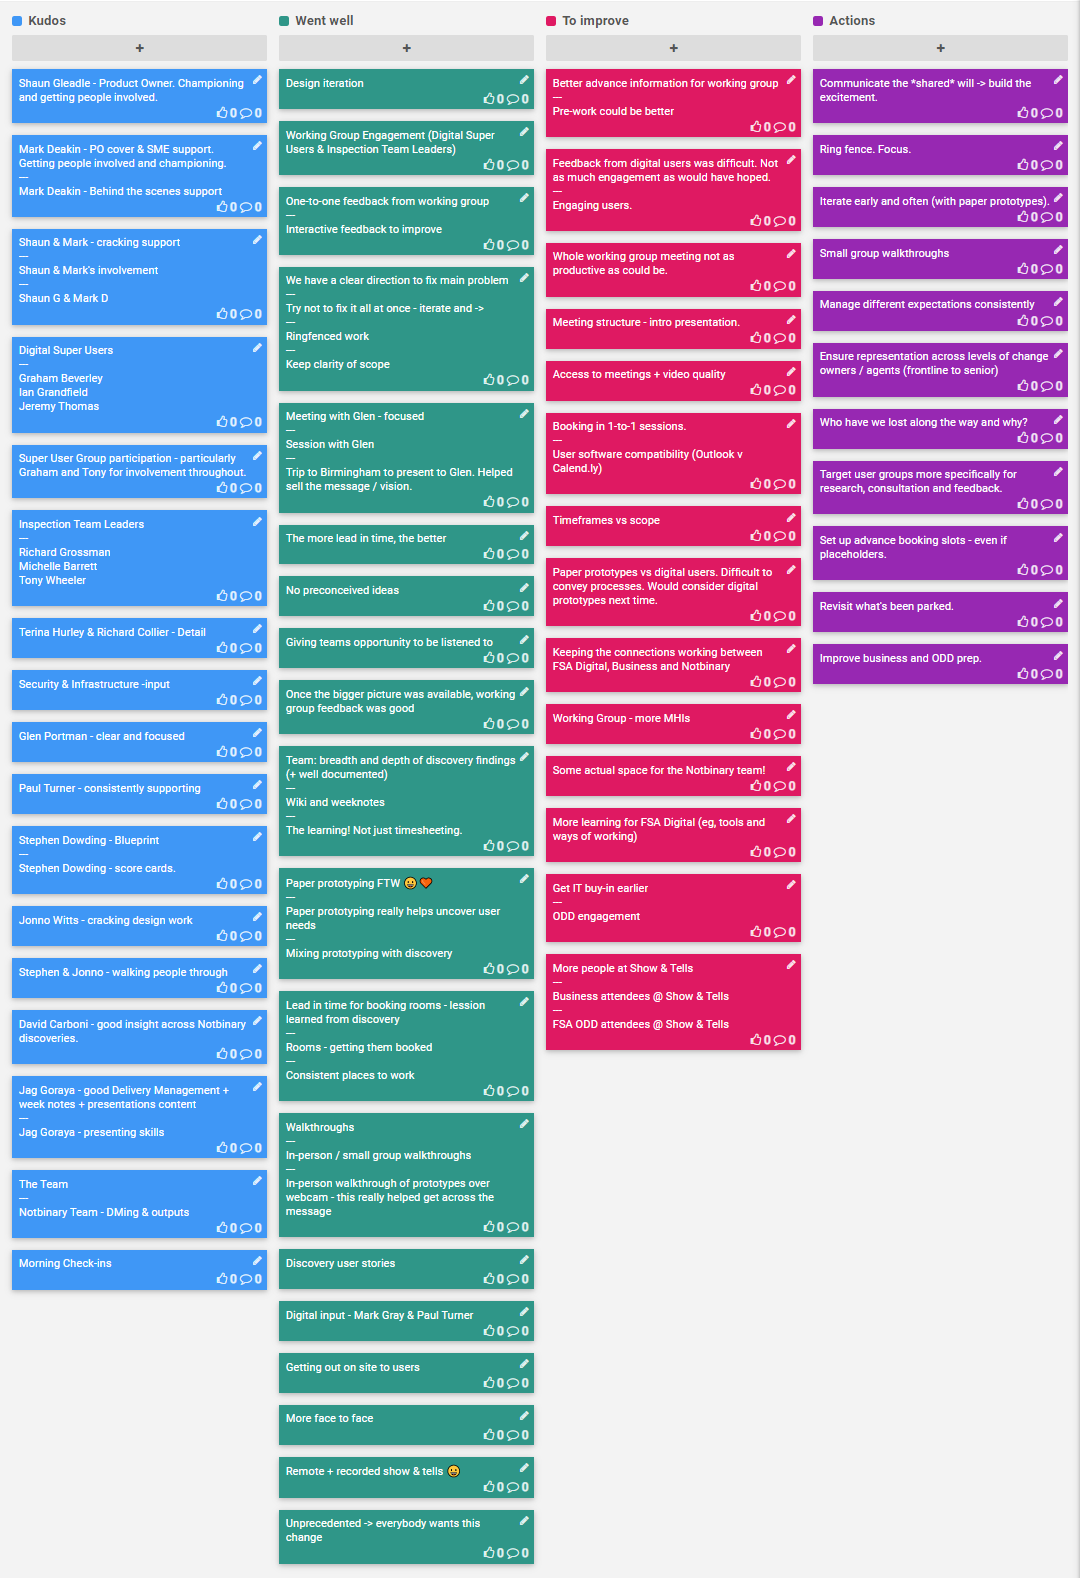 Kudos
+
Shaun Gleadle - Product Owner. Championing
and getting people involved.
0 0
Mark Deakin - PO cover & SME support.
Getting people involved and championing.
—
Mark Deakin - Behind the scenes support
0 0
Shaun & Mark - cracking support
—
Shaun & Mark's involvement
—
Shaun G & Mark D
0 0
Digital Super Users
—
Graham Beverley
Ian Grandfield
Jeremy Thomas
0 0
Super User Group participation - particularly
Graham and Tony for involvement throughout.
0 0
Inspection Team Leaders
—
Richard Grossman
Michelle Barrett
Tony Wheeler
0 0
Terina Hurley & Richard Collier - Detail
0 0
Security & Infrastructure -input
0 0
Glen Portman - clear and focused
0 0
Paul Turner - consistently supporting
0 0
Stephen Dowding - Blueprint
—
Stephen Dowding - score cards.
0 0
Jonno Witts - cracking design work
0 0
Stephen & Jonno - walking people through
0 0
David Carboni - good insight across Notbinary
discoveries.
0 0
Jag Goraya - good Delivery Management +
week notes + presentations content
—
Jag Goraya - presenting skills
0 0
The Team
—
Notbinary Team - DMing & outputs
0 0
Morning Check-ins
0 0
Went well
+
Design iteration
0 0
Working Group Engagement (Digital Super
Users & Inspection Team Leaders)
0 0
One-to-one feedback from working group
—
Interactive feedback to improve
0 0
We have a clear direction to fix main problem
—
Try not to fix it all at once - iterate and ->
—
Ringfenced work
—
Keep clarity of scope
0 0
Meeting with Glen - focused
—
Session with Glen
—
Trip to Birmingham to present to Glen. Helped
sell the message / vision.
0 0
The more lead in time, the better
0 0
No preconceived ideas
0 0
Giving teams opportunity to be listened to
0 0
Once the bigger picture was available, working
group feedback was good
0 0
Team: breadth and depth of discovery findings
(+ well documented)
—
Wiki and weeknotes
—
The learning! Not just timesheeting.
0 0
Paper prototyping FTW 😀 ❤
—
Paper prototyping really helps uncover user
needs
—
Mixing prototyping with discovery
0 0
Lead in time for booking rooms - lession
learned from discovery
—
Rooms - getting them booked
—
Consistent places to work
0 0
Walkthroughs
—
In-person / small group walkthroughs
—
In-person walkthrough of prototypes over
webcam - this really helped get across the
message
0 0
Discovery user stories
0 0
Digital input - Mark Gray & Paul Turner
0 0
Getting out on site to users
0 0
More face to face
0 0
Remote + recorded show & tells 😀
0 0
Unprecedented -> everybody wants this
change
0 0
To improve
+
Better advance information for working group
—
Pre-work could be better
0 0
Feedback from digital users was difficult. Not
as much engagement as would have hoped.
—
Engaging users.
0 0
Whole working group meeting not as
productive as could be.
0 0
Meeting structure - intro presentation.
0 0
Access to meetings + video quality
0 0
Booking in 1-to-1 sessions.
—
User software compatibility (Outlook v
Calend.ly)
0 0
Timeframes vs scope
0 0
Paper prototypes vs digital users. Difficult to
convey processes. Would consider digital
prototypes next time.
0 0
Keeping the connections working between
FSA Digital, Business and Notbinary
0 0
Working Group - more MHIs
0 0
Some actual space for the Notbinary team!
0 0
More learning for FSA Digital (eg, tools and
ways of working)
0 0
Get IT buy-in earlier
—
ODD engagement
0 0
More people at Show & Tells
—
Business attendees @ Show & Tells
—
FSA ODD attendees @ Show & Tells
0 0
Actions
+
Communicate the *shared* will -> build the
excitement.
0 0
Ring fence. Focus.
0 0
Iterate early and often (with paper prototypes).
0 0
Small group walkthroughs
0 0
Manage different expectations consistently
0 0
Ensure representation across levels of change
owners / agents (frontline to senior)
0 0
Who have we lost along the way and why?
0 0
Target user groups more specifically for
research, consultation and feedback.
0 0
Set up advance booking slots - even if
placeholders.
0 0
Revisit what's been parked.
0 0
Improve business and ODD prep.
0 0